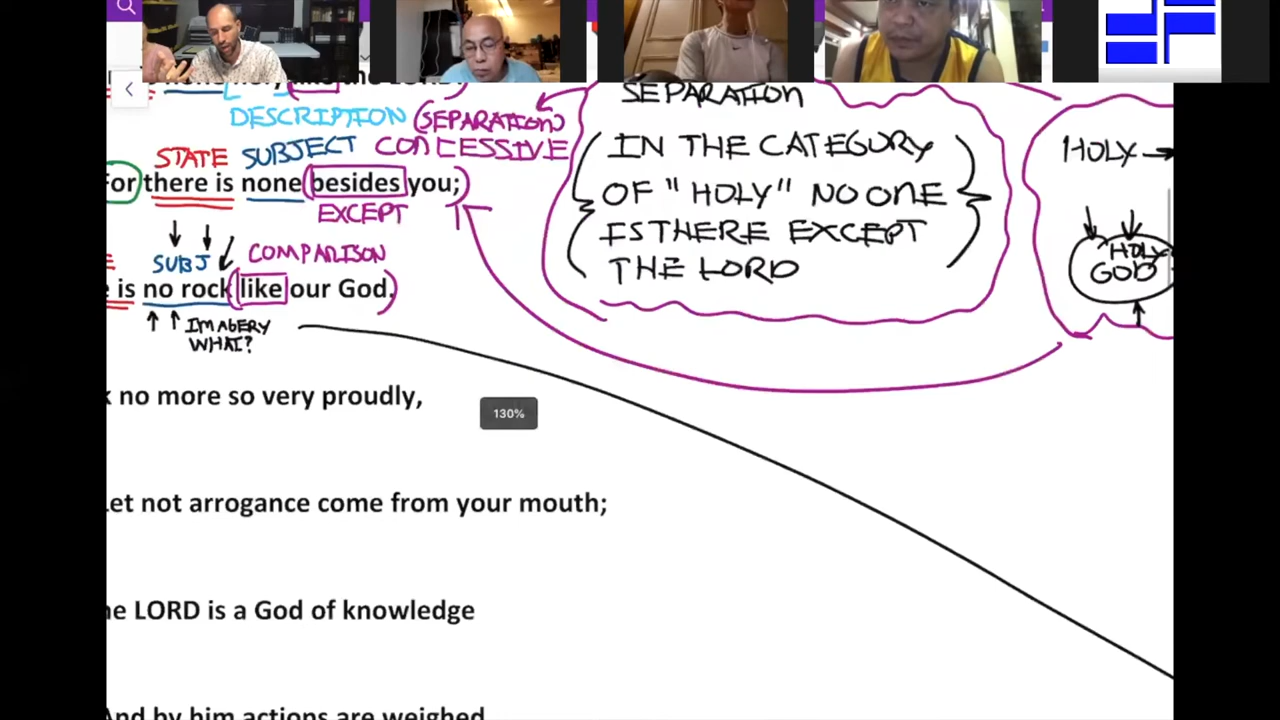 DESCRIPTION (SEPARATION)
SEPARATION
STATE SUBJECT CONCESSIVE
IN THE CATEGORY
HOLY →
For there is none (besides you;)
OF "HOLY" NO ONE
EXCEPT
IS THERE EXCEPT
SUBJ COMPARISON
HOLY
THE LORD
GOD
is no rock (like our God.)
IMAGERY
WHAT?
no more so very proudly,
130%
Let not arrogance come from your mouth;
he LORD is a God of knowledge
And by him actions are weighed